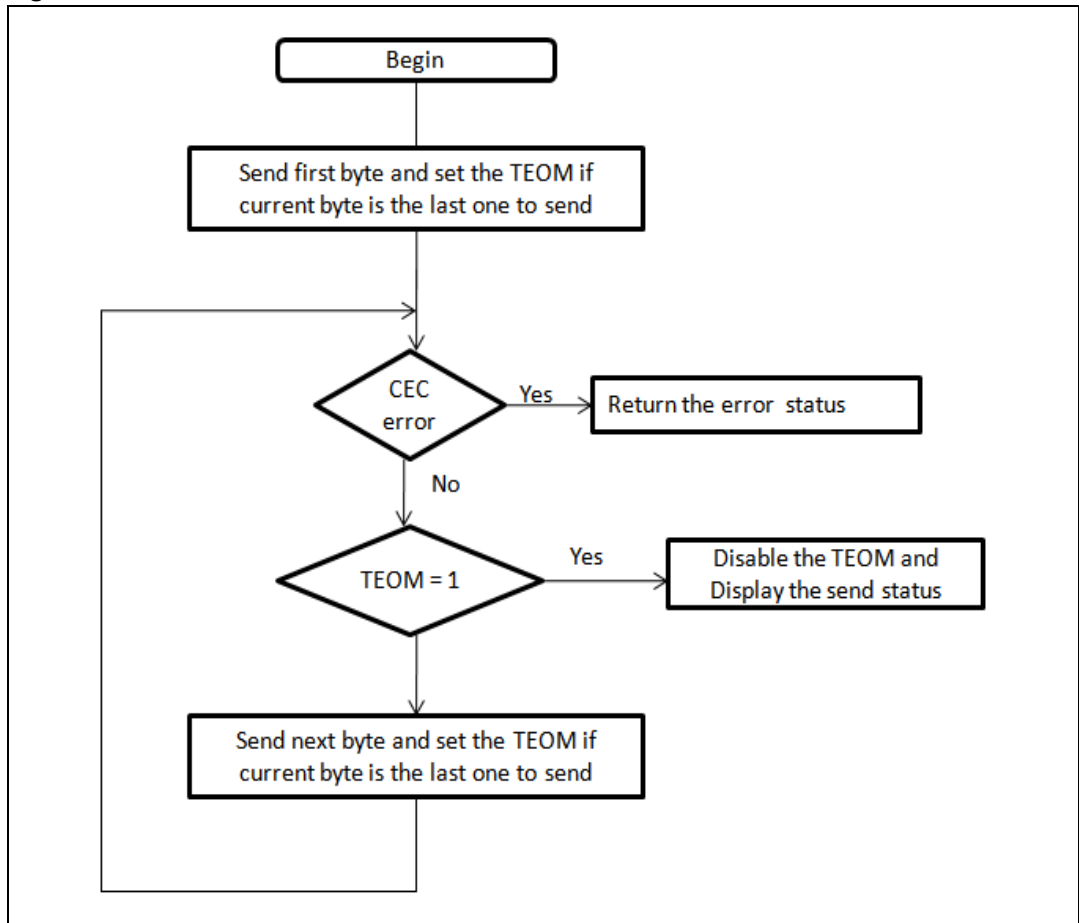 Begin
Send first byte and set the TEOM if
current byte is the last one to send
CEC
error
Yes
Return the error status
No
TEOM = 1
Yes
Disable the TEOM and
Display the send status
Send next byte and set the TEOM if
current byte is the last one to send